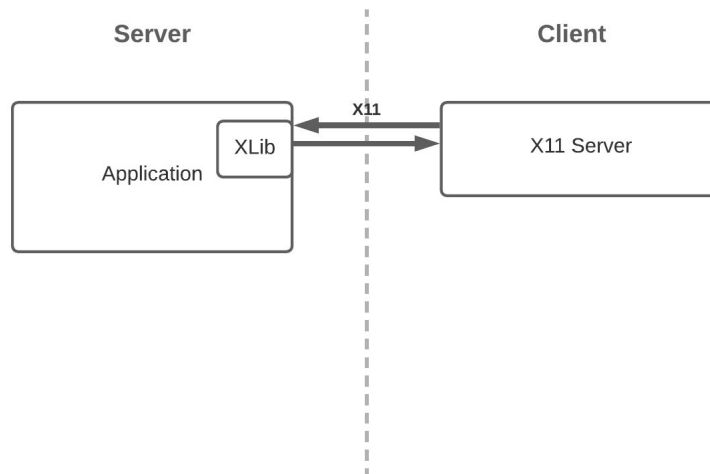 Server
Client
X11
XLib
Application
X11 Server